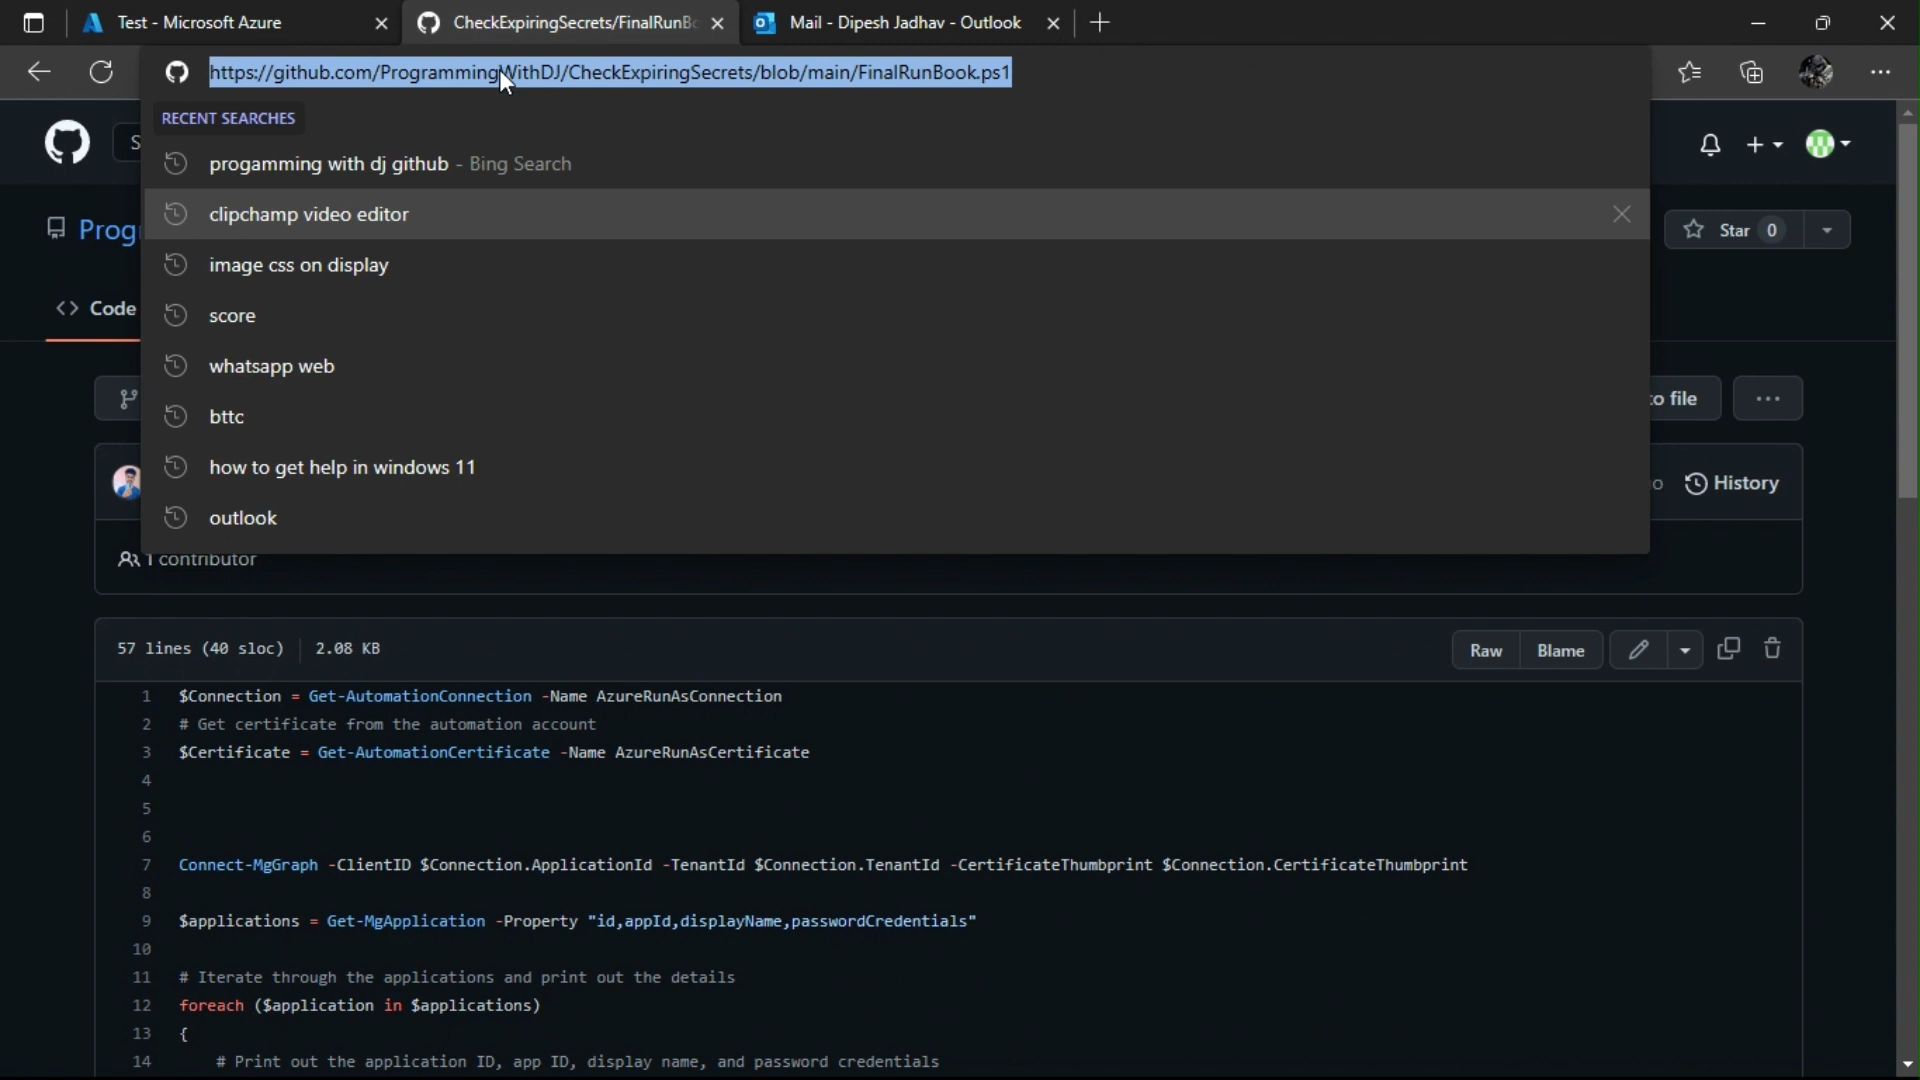 Test - Microsoft Azure
CheckExpiringSecrets/FinalRunBo
Mail - Dipesh Jadhav - Outlook
https://github.com/ProgrammingWithDJ/CheckExpiringSecrets/blob/main/FinalRunBook.ps1
RECENT SEARCHES
S
progamming with dj github - Bing Search
clipchamp video editor
Progr
Star 0
image css on display
<> Code
score
whatsapp web
o file
bttc
how to get help in windows 11
o
History
outlook
1 contributor
57 lines (40 sloc) 2.08 KB
Raw Blame
1 $Connection = Get-AutomationConnection -Name AzureRunAsConnection
2 # Get certificate from the automation account
3 $Certificate = Get-AutomationCertificate -Name AzureRunAsCertificate
4
5
6
7 Connect-MgGraph -ClientID $Connection.ApplicationId -TenantId $Connection.TenantId -CertificateThumbprint $Connection.CertificateThumbprint
8
9 $applications = Get-MgApplication -Property "id,appId,displayName,passwordCredentials"
10
11 # Iterate through the applications and print out the details
12 foreach ($application in $applications)
13 {
14 # Print out the application ID, app ID, display name, and password credentials